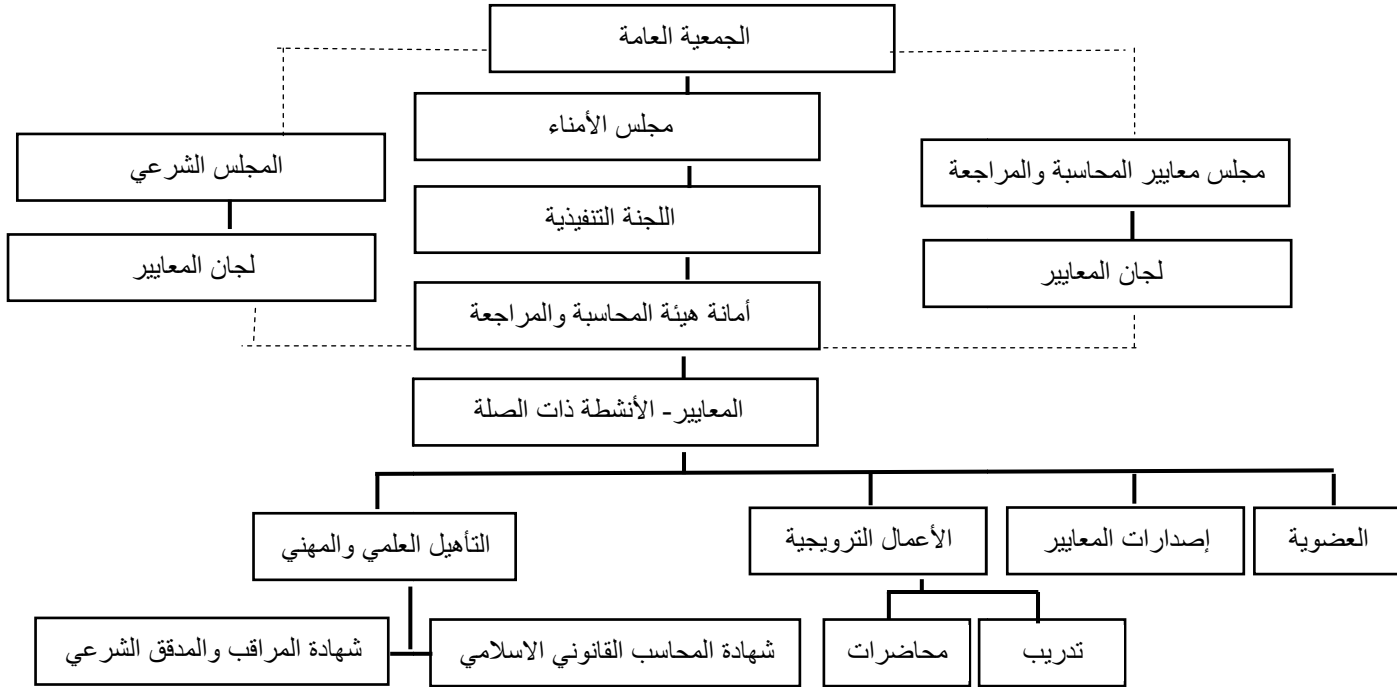 الجمعية العامة
مجلس الأمناء
مجلس معايير المحاسبة والمراجعة
المجلس الشرعي
اللجنة التنفيذية
لجان المعايير
لجان المعايير
أمانة هيئة المحاسبة والمراجعة
المعايير- الأنشطة ذات الصلة
العضوية
إصدارات المعايير
الأعمال الترويجية
التأهيل العلمي والمهني
تدريب
محاضرات
شهادة المحاسب القانوني الاسلامي
شهادة المراقب والمدقق الشرعي